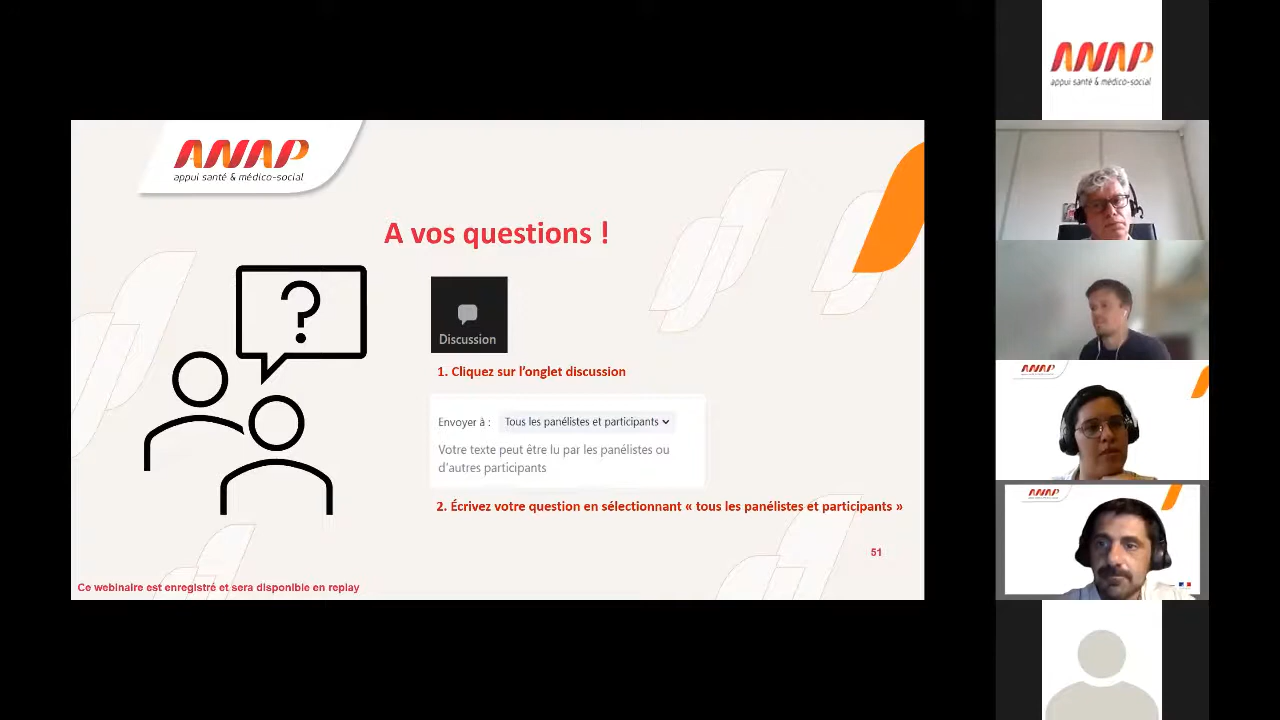 ANAP
appui santé & médico-social
A vos questions !
?
Discussion
1. Cliquez sur l'onglet discussion
Envoyer à : Tous les panélistes et participants
Votre texte peut être lu par les panélistes ou
d'autres participants
2. Écrivez votre question en sélectionnant « tous les panélistes et participants »
51
Ce webinaire est enregistré et sera disponible en replay
ANAP
appui santé & médico-social
ANAP
ANAP